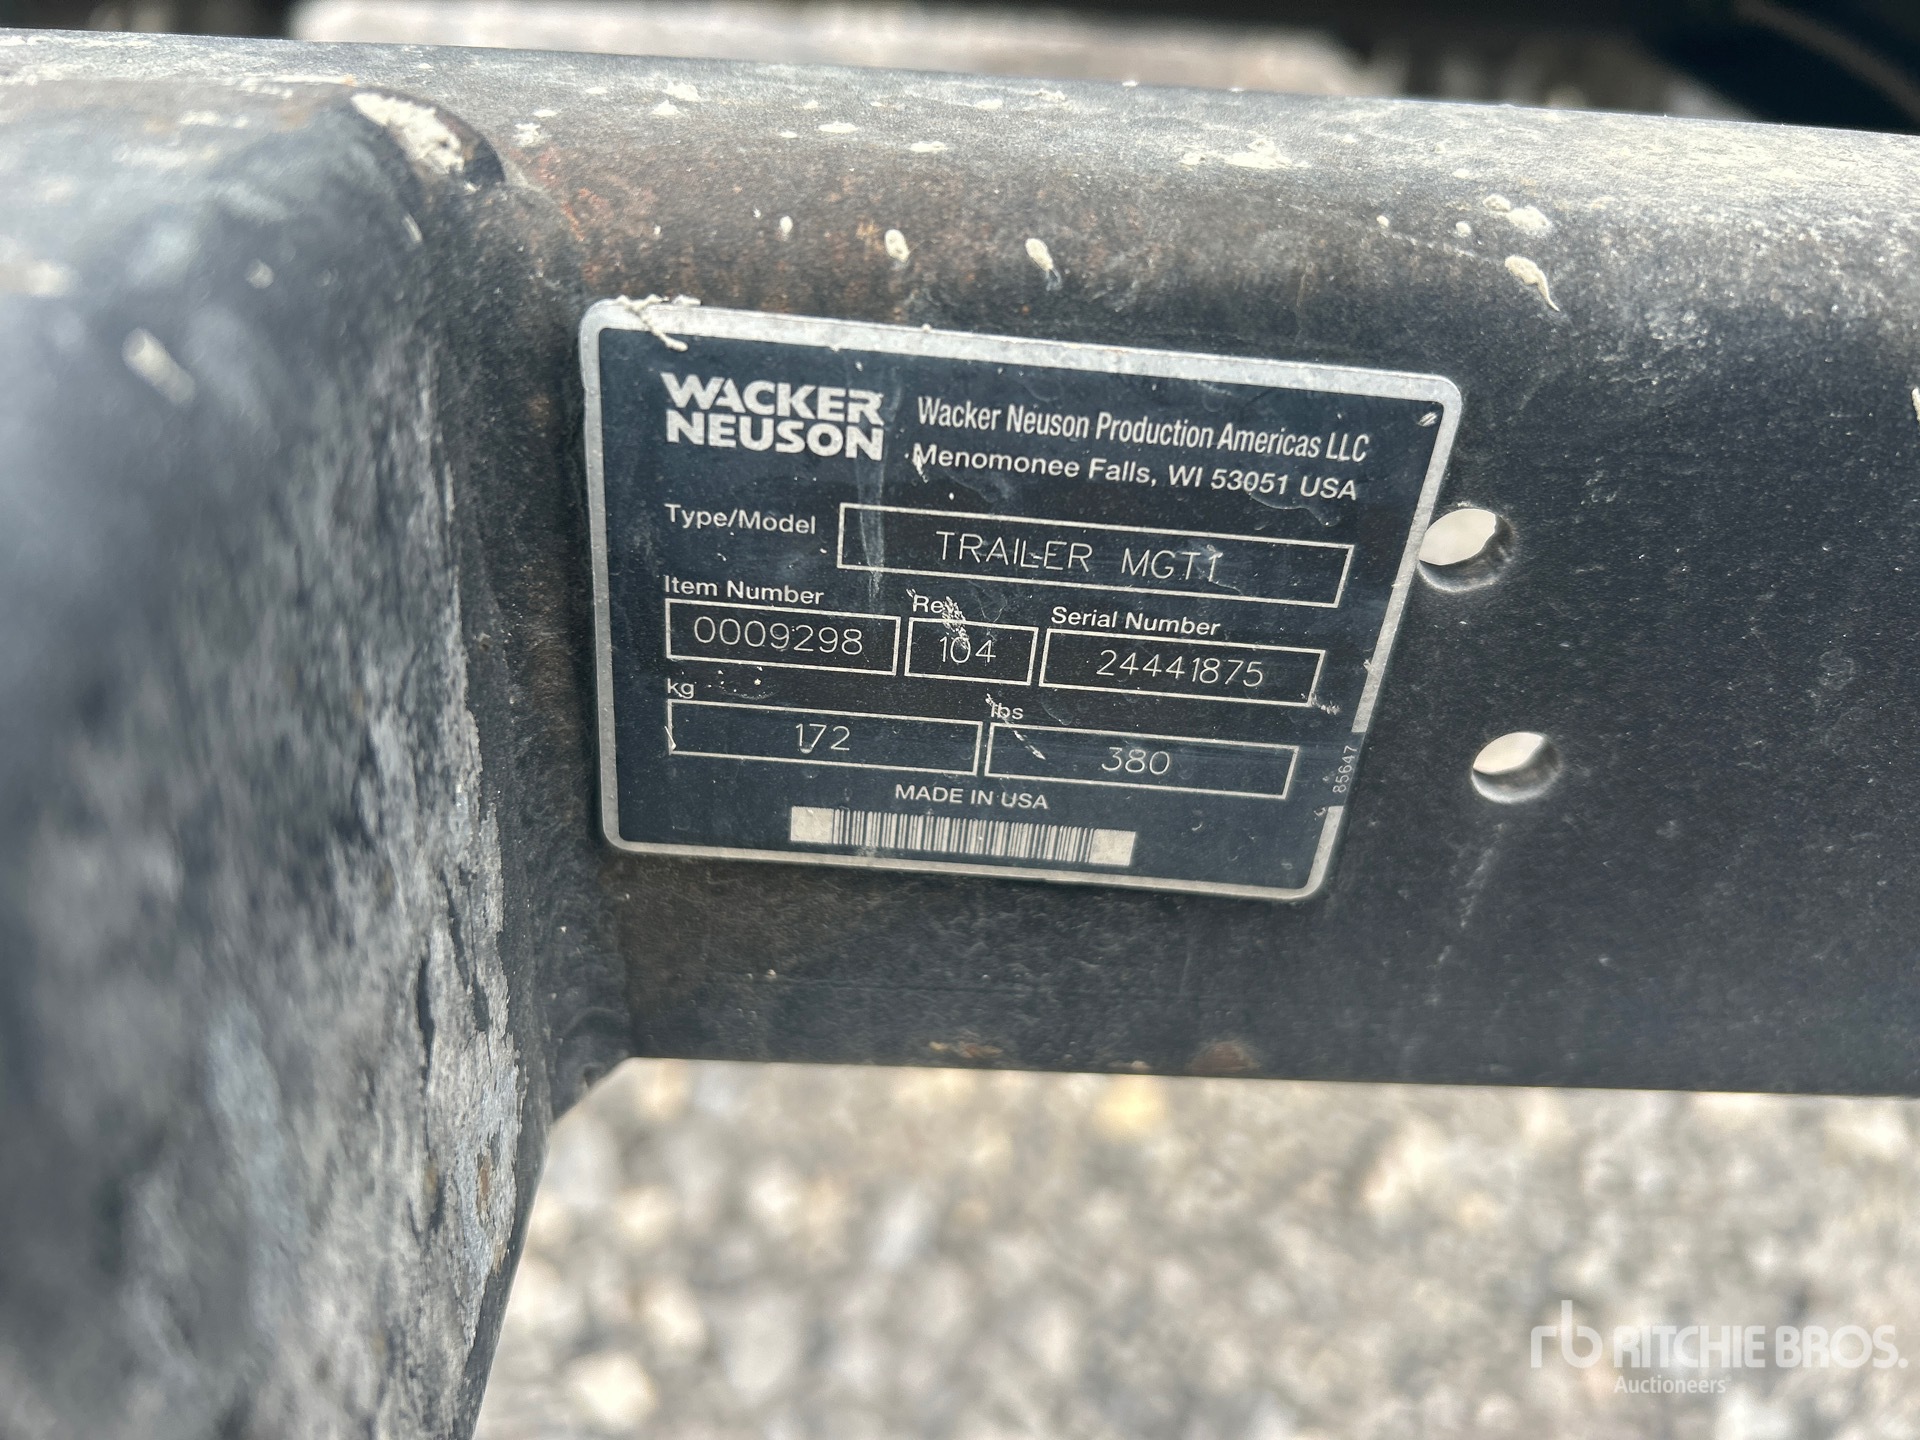 WACKER
NEUSON
Wacker Neuson Production Americas LLC
Menomonee Falls, WI 53051 USA
Type/Model
TRAILER MGT1
Item Number
0009298
Rev.
104
Serial Number
24441875
kg
172
lbs
380
MADE IN USA
85647
rb RITCHIE BROS.
Auctioneers